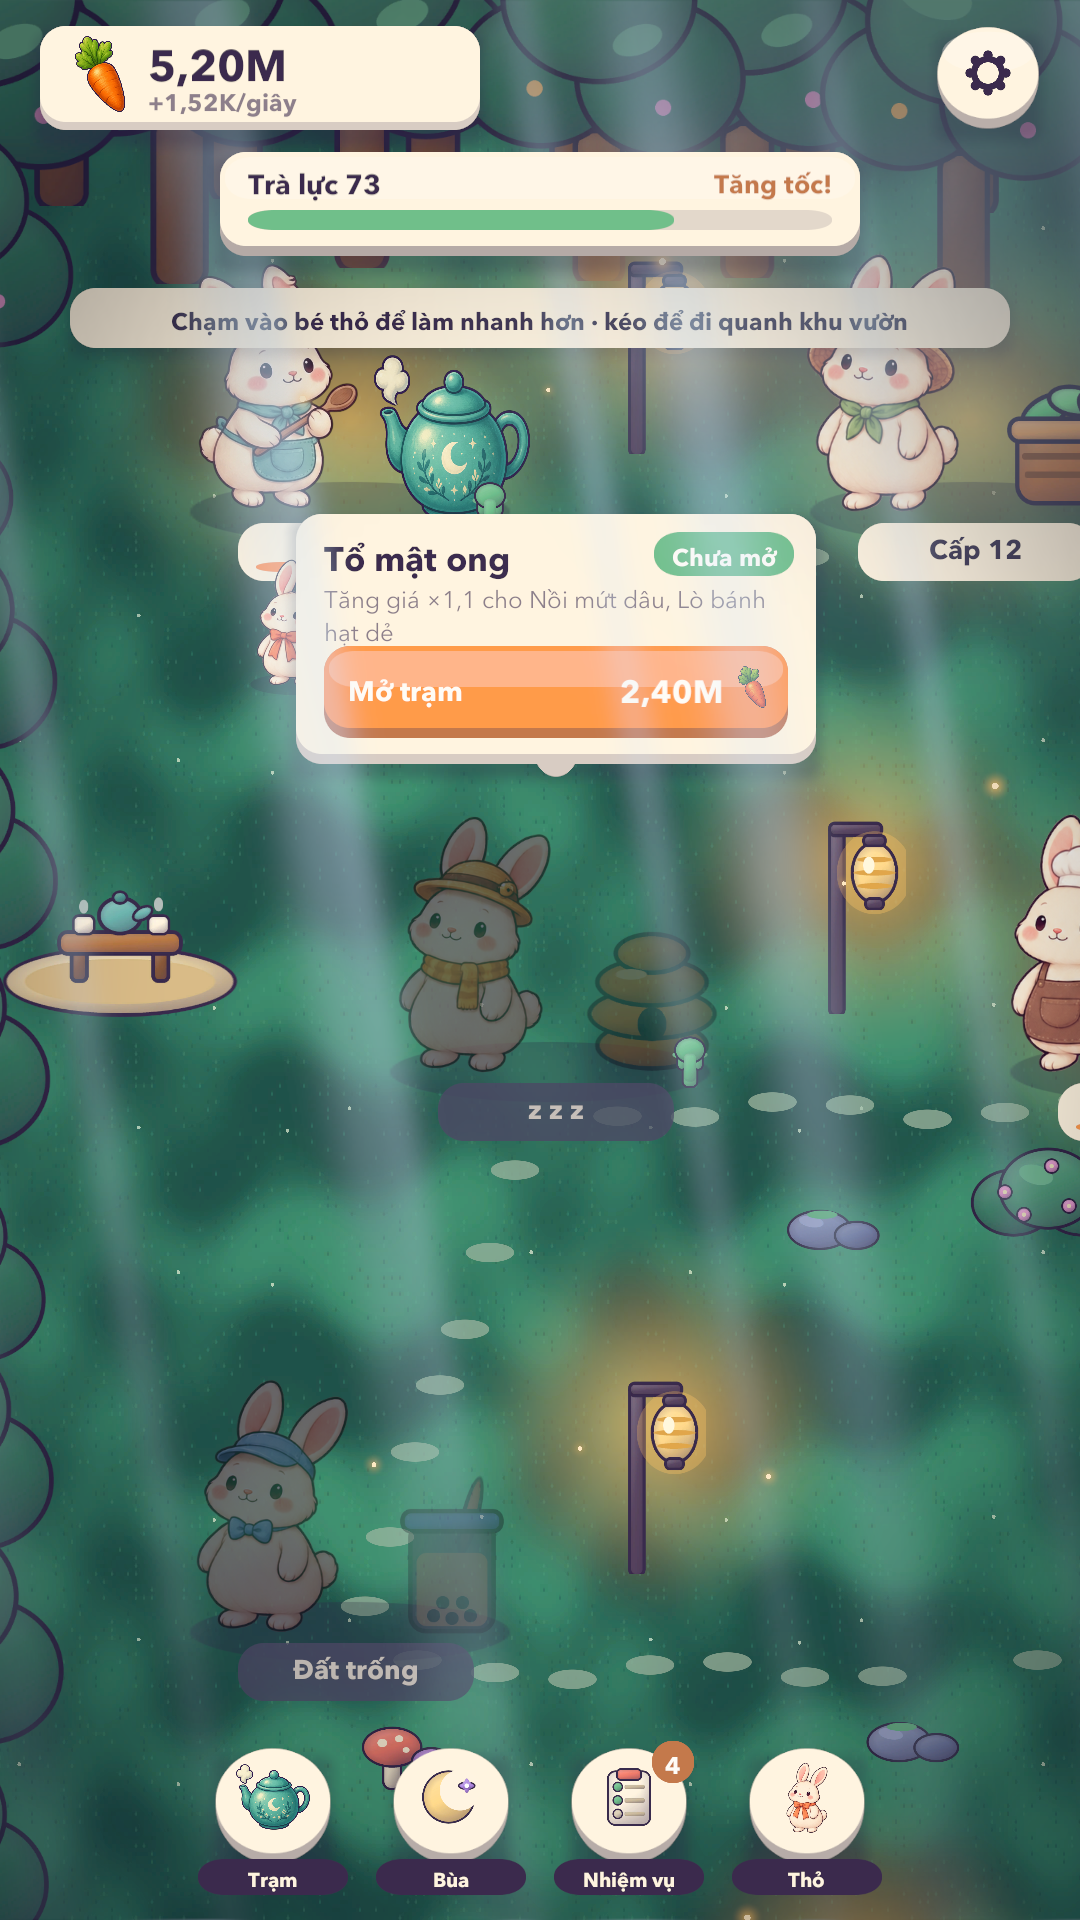 5,20M
+1,52K/giây
Trà lực 73
Tăng tốc!
Chạm vào bé thỏ để làm nhanh hơn · kéo để đi quanh khu vườn
Cấp 12
Tổ mật ong
Chưa mở
Tăng giá ×1,1 cho Nồi mứt dâu, Lò bánh
hạt dẻ
Mở trạm
2,40M
z z z
Đất trống
4
Trạm
Bùa
Nhiệm vụ
Thỏ